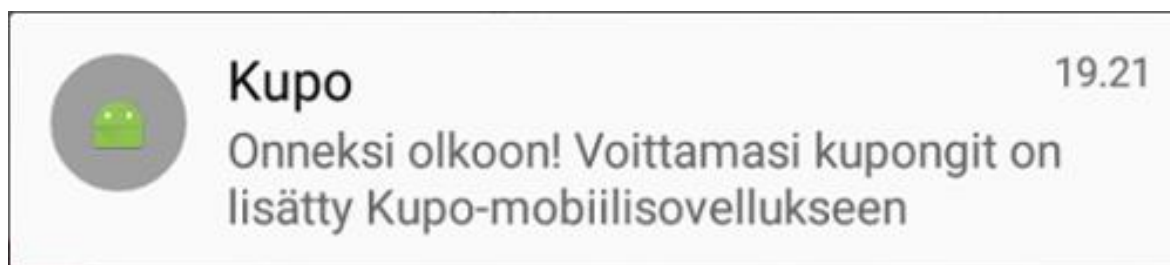 Kupo 19.21
Onneksi olkoon! Voittamasi kupongit on
lisätty Kupo-mobiilisovellukseen